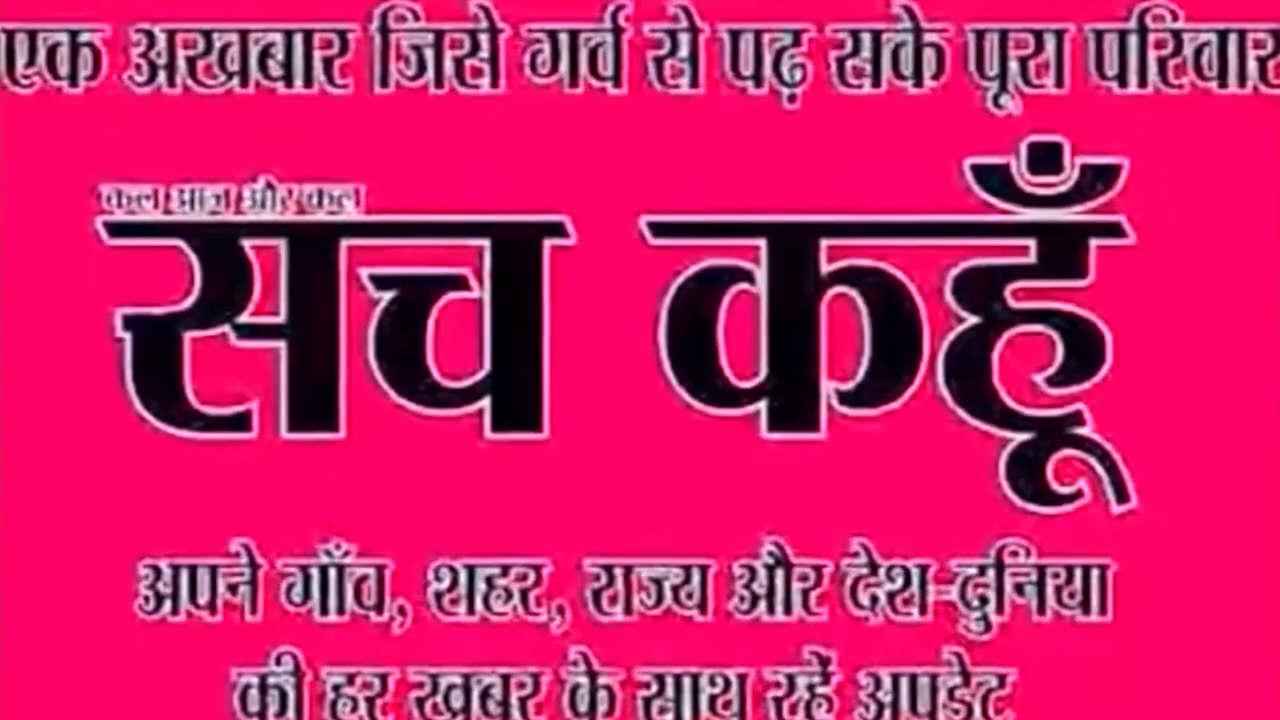 एक अखबार जिसे गर्व से पढ़ सके पूरा परिवार
कल आज और कल
सच कहूँ
अपने गाँव, शहर, राज्य और देश-दुनिया
की हर खबर के साथ रहें अपडेट